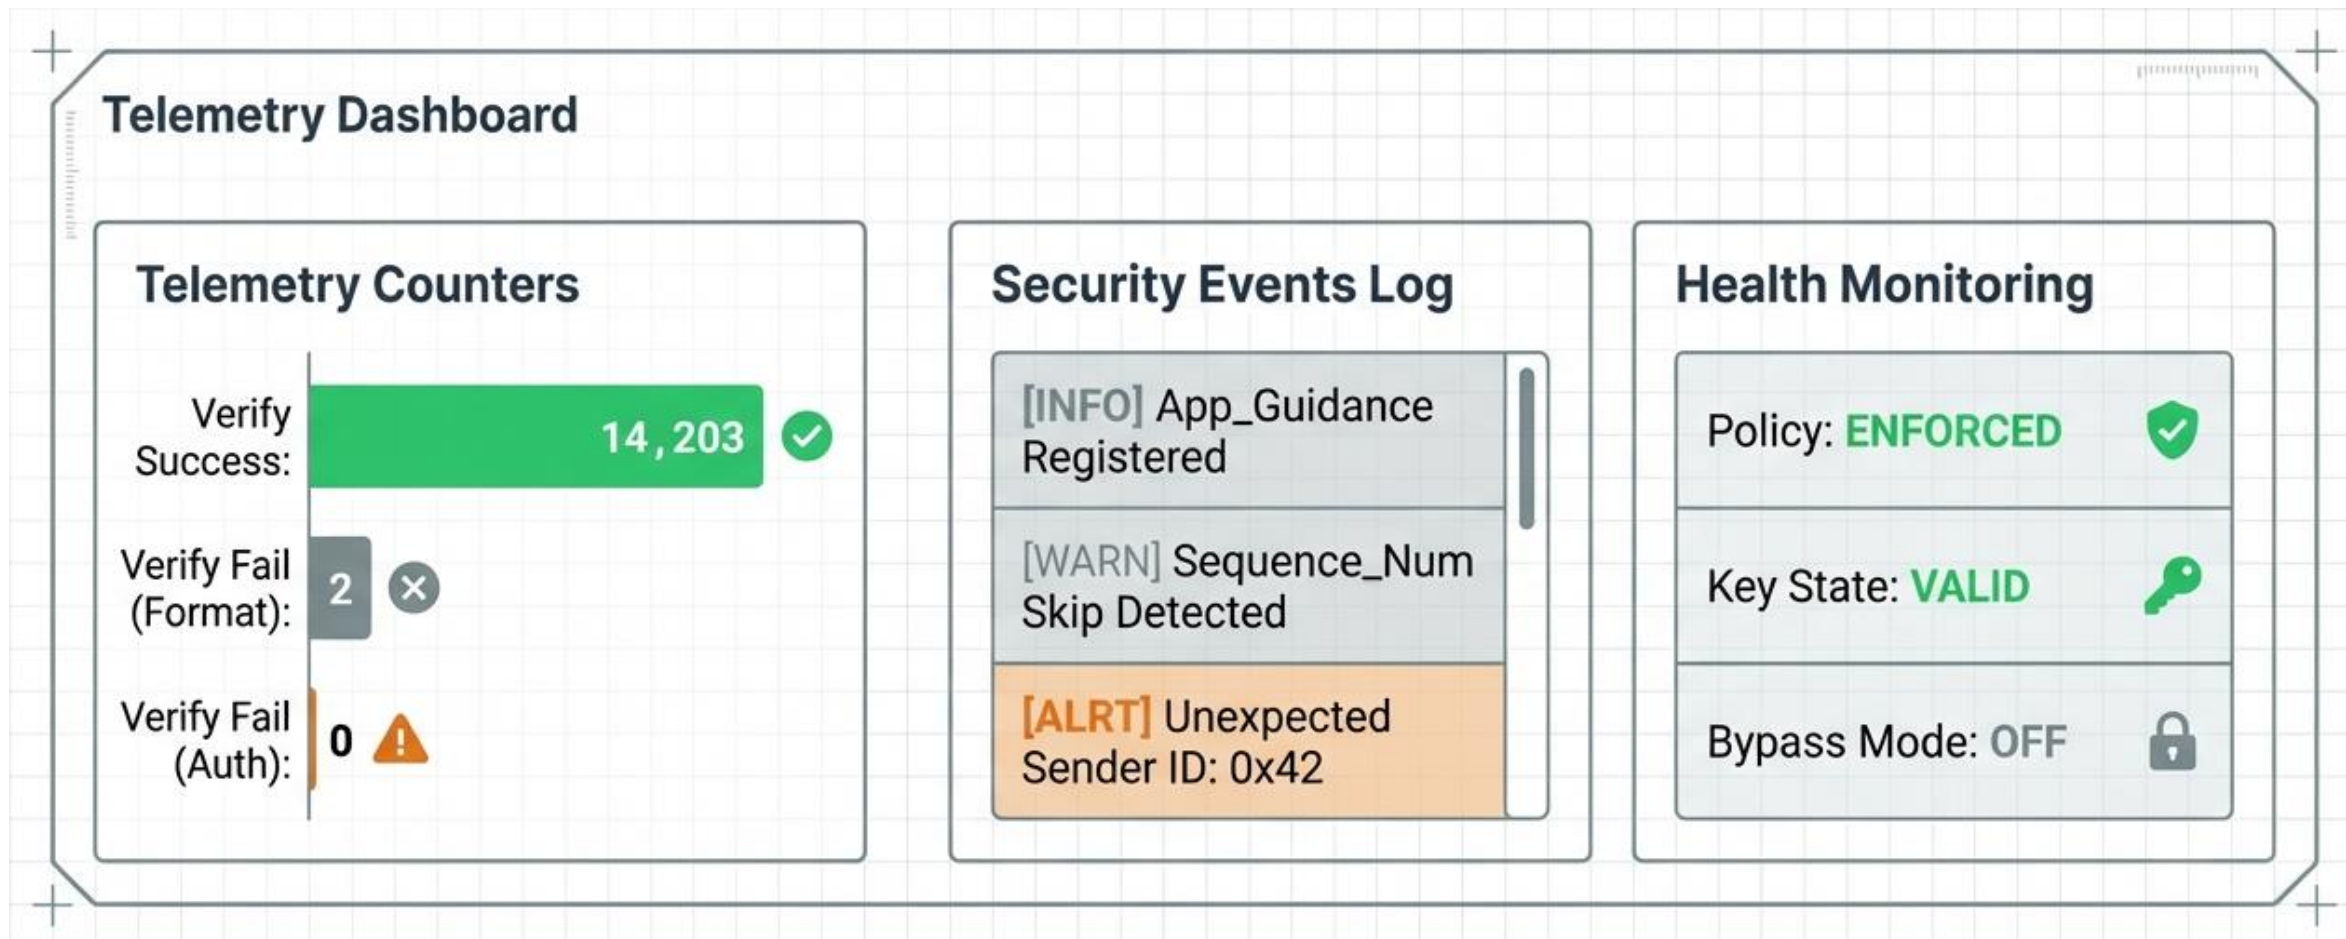 Telemetry Dashboard
Telemetry Counters
Verify
Success:
14,203
Verify Fail
(Format):
2
Verify Fail
(Auth):
0
Security Events Log
[INFO] App_Guidance
Registered
[WARN] Sequence_Num
Skip Detected
[ALRT] Unexpected
Sender ID: 0x42
Health Monitoring
Policy: ENFORCED
Key State: VALID
Bypass Mode: OFF